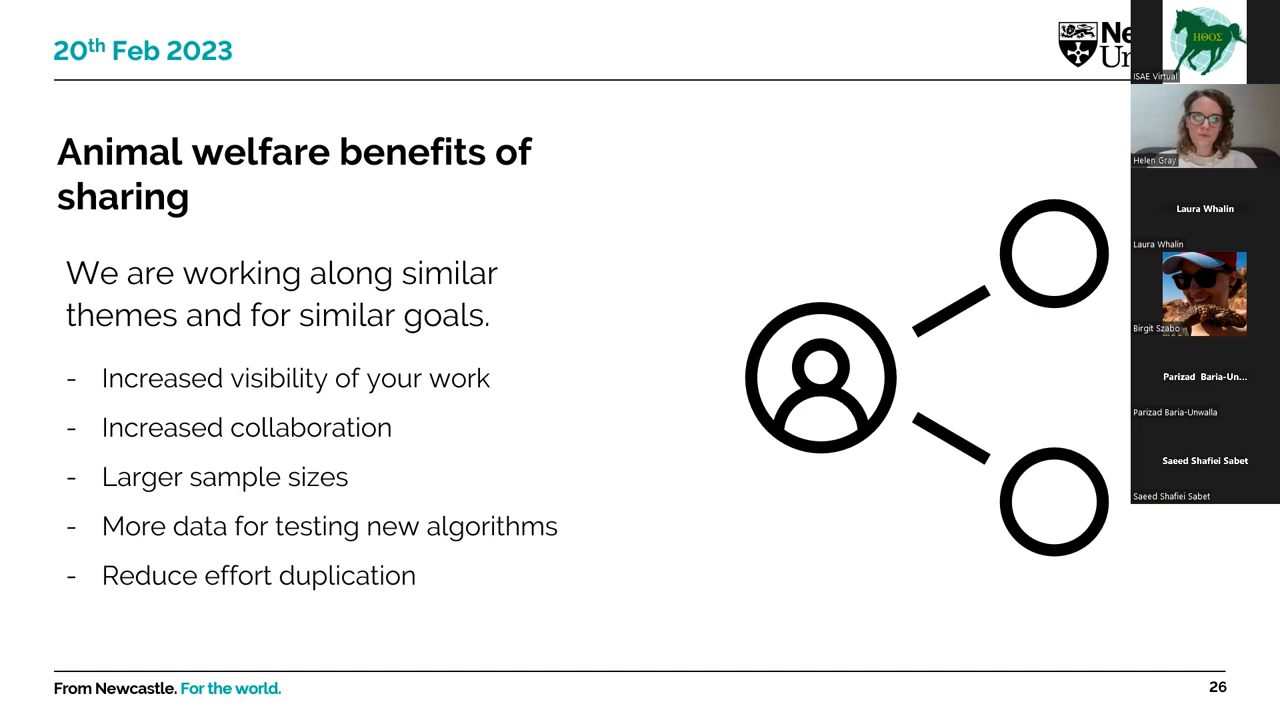 20th Feb 2023
Ne
Un
Animal welfare benefits of
sharing
We are working along similar
themes and for similar goals.
- Increased visibility of your work
- Increased collaboration
- Larger sample sizes
- More data for testing new algorithms
- Reduce effort duplication
From Newcastle. For the world.
26
ΗΘΟΣ
ISAE Virtual
Helen Gray
Laura Whalin
Laura Whalin
Birgit Szabo
Parizad Baria-Un...
Parizad Baria-Unwalla
Saeed Shafiei Sabet
Saeed Shafiei Sabet